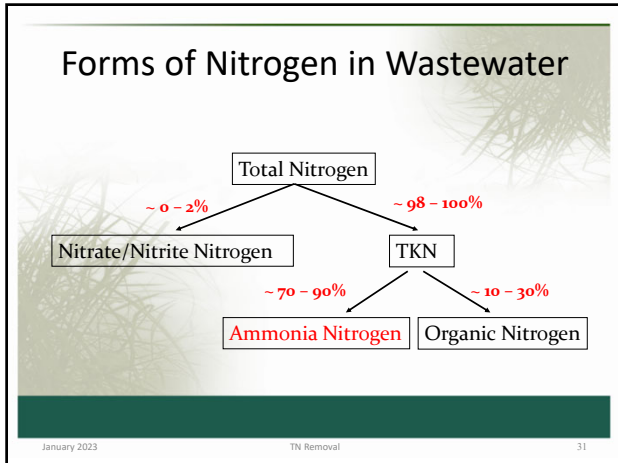 Forms of Nitrogen in Wastewater
Total Nitrogen
~ 0 – 2%
~ 98 – 100%
Nitrate/Nitrite Nitrogen
TKN
~ 70 – 90%
~ 10 – 30%
Ammonia Nitrogen
Organic Nitrogen
January 2023
TN Removal
31